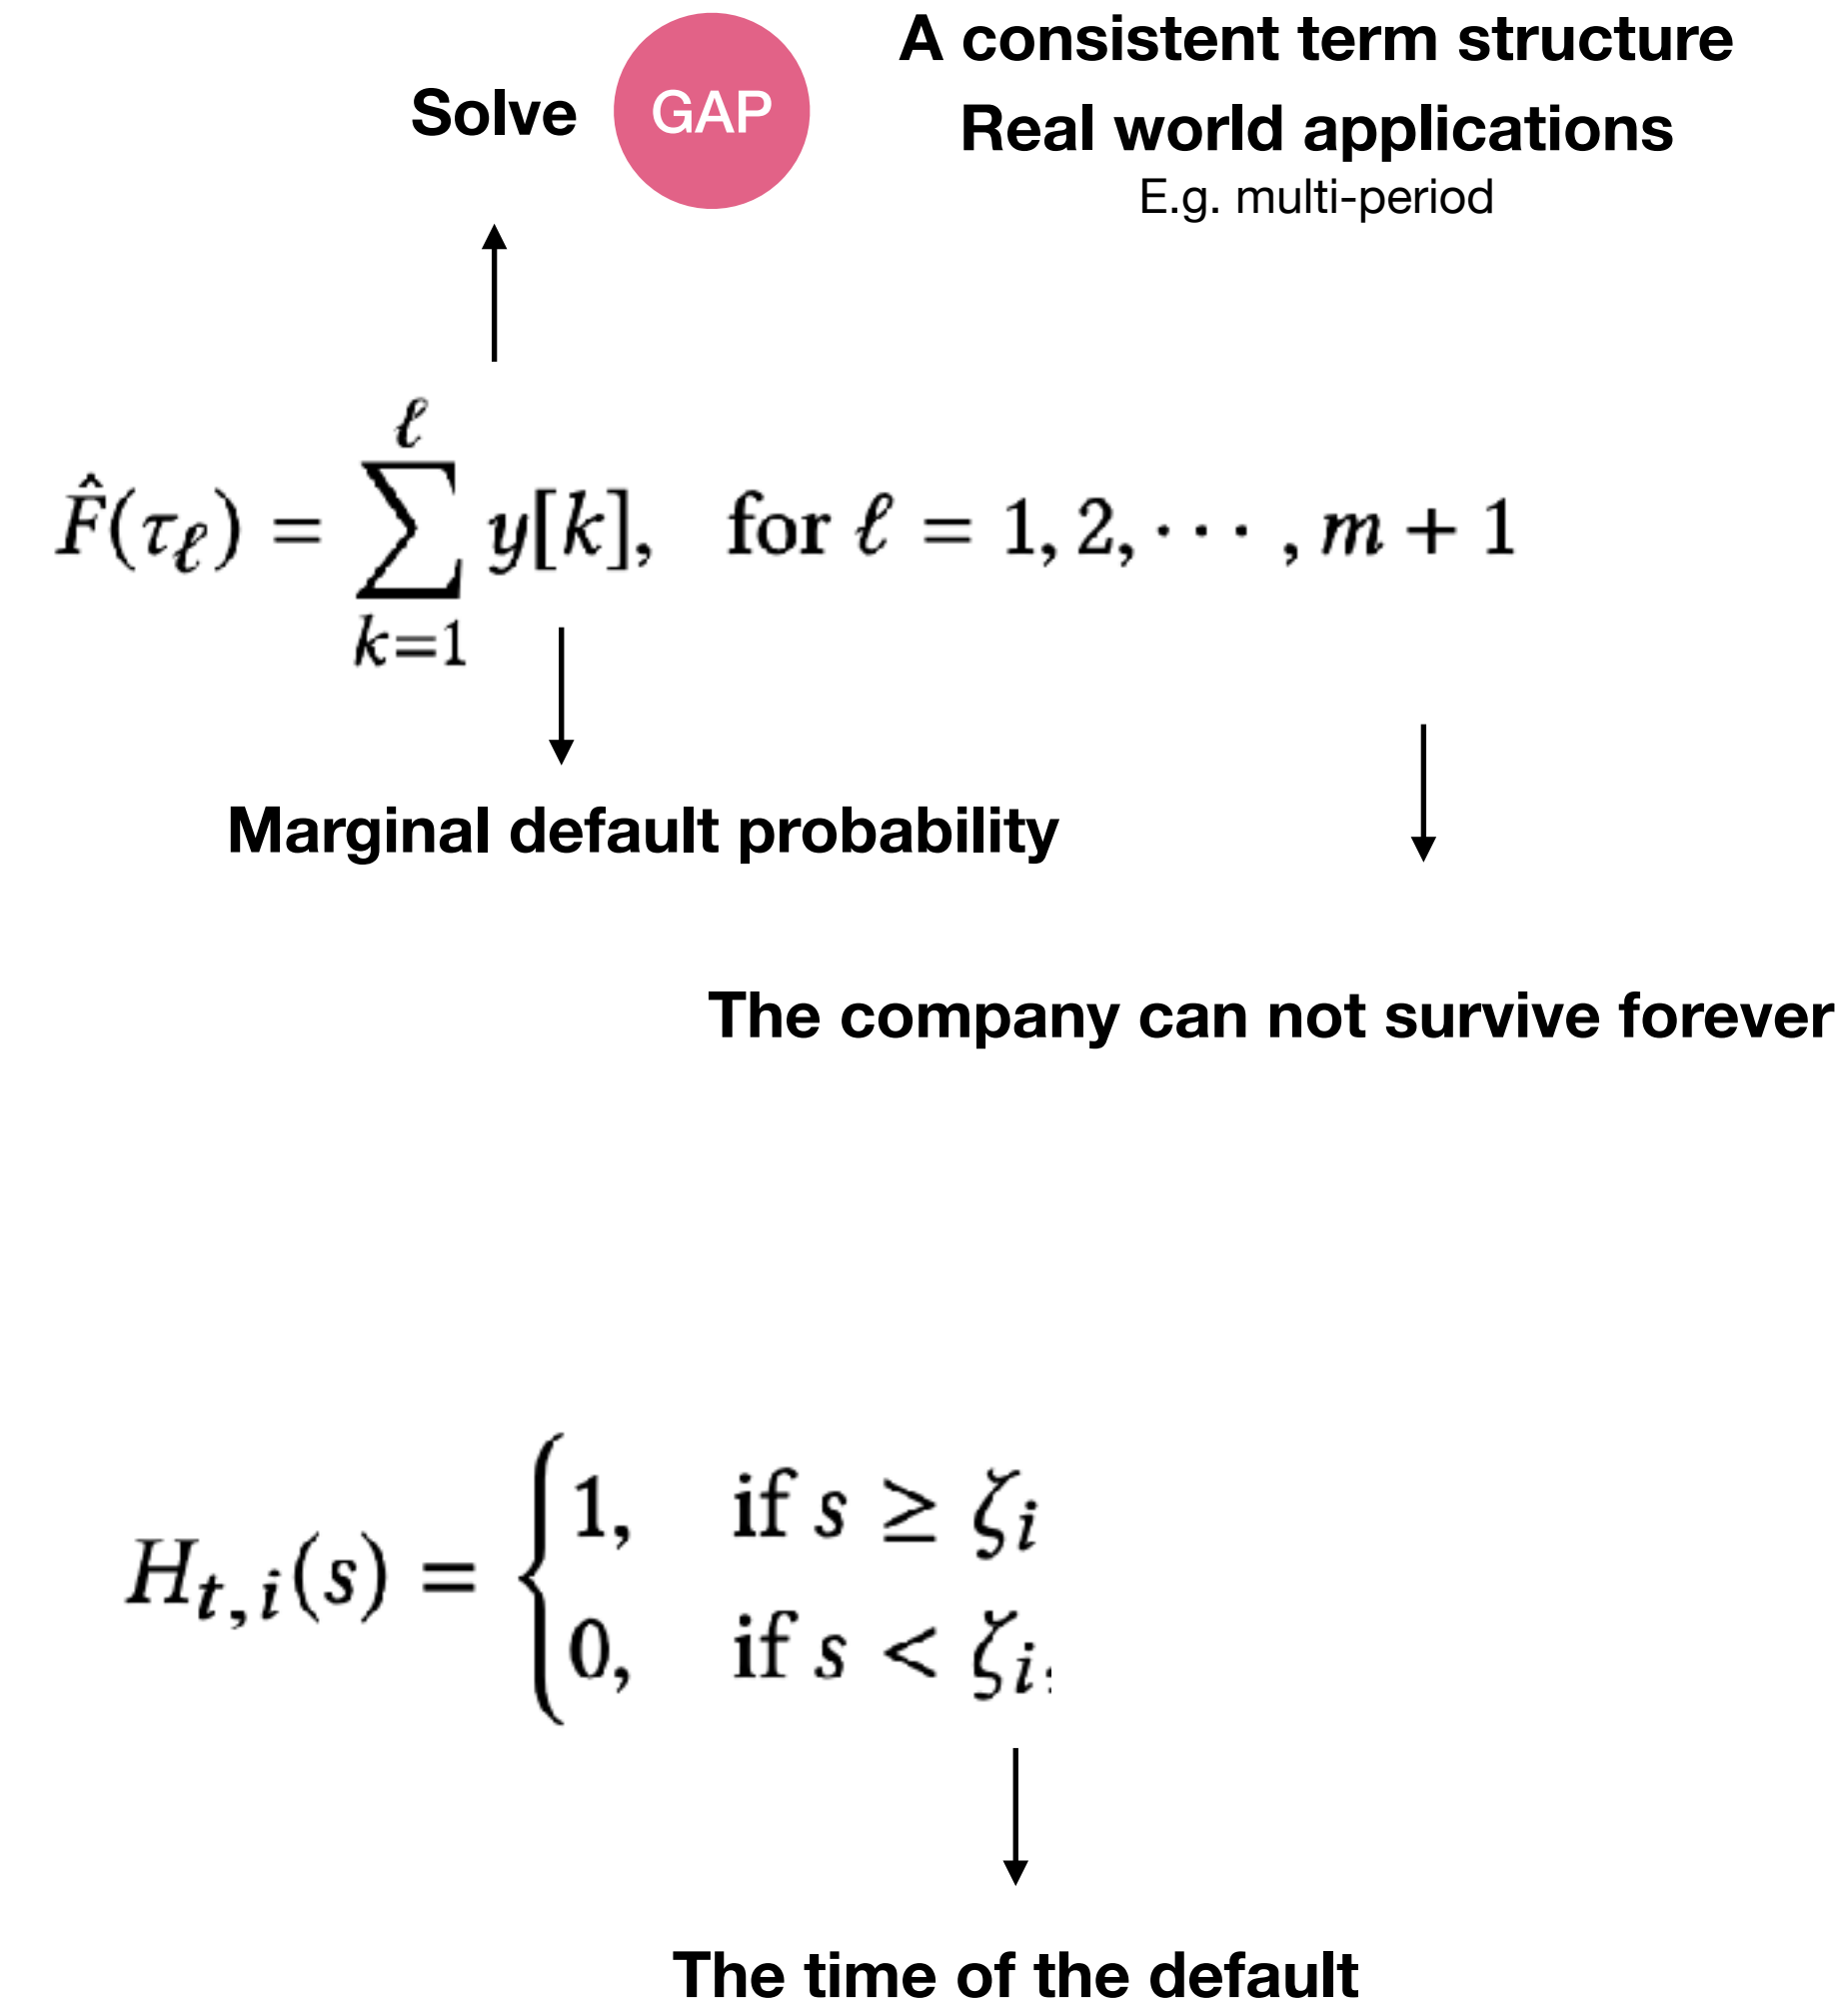 A consistent term structure
Solve GAP
Real world applications
E.g. multi-period
F̂(τ_ℓ) = ∑_{k=1}^{ℓ} y[k], for ℓ = 1, 2, ⋯ , m + 1
Marginal default probability
The company can not survive forever
H_{t,i}(s) = { 1, if s ≥ ζ_i
0, if s < ζ_i.
The time of the default